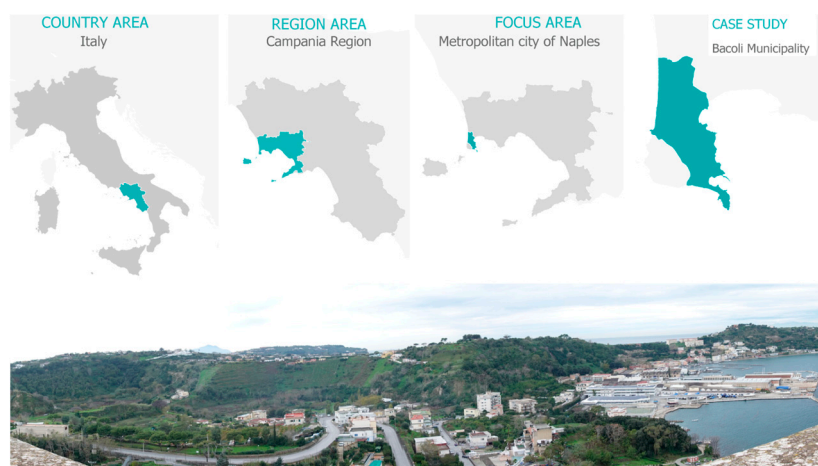 COUNTRY AREA
Italy
REGION AREA
Campania Region
FOCUS AREA
Metropolitan city of Naples
CASE STUDY
Bacoli Municipality